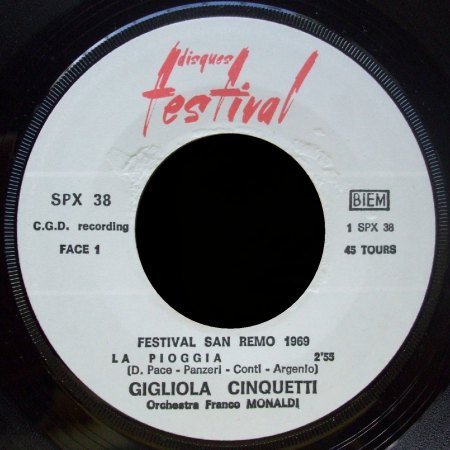 disques
festival
SPX 38
BIEM
C.G.D. recording
1 SPX 38
FACE 1
45 TOURS
FESTIVAL SAN REMO 1969
LA PIOGGIA 2'55
(D. Pace - Panzeri - Conti - Argenio)
GIGLIOLA CINQUETTI
Orchestra Franco MONALDI